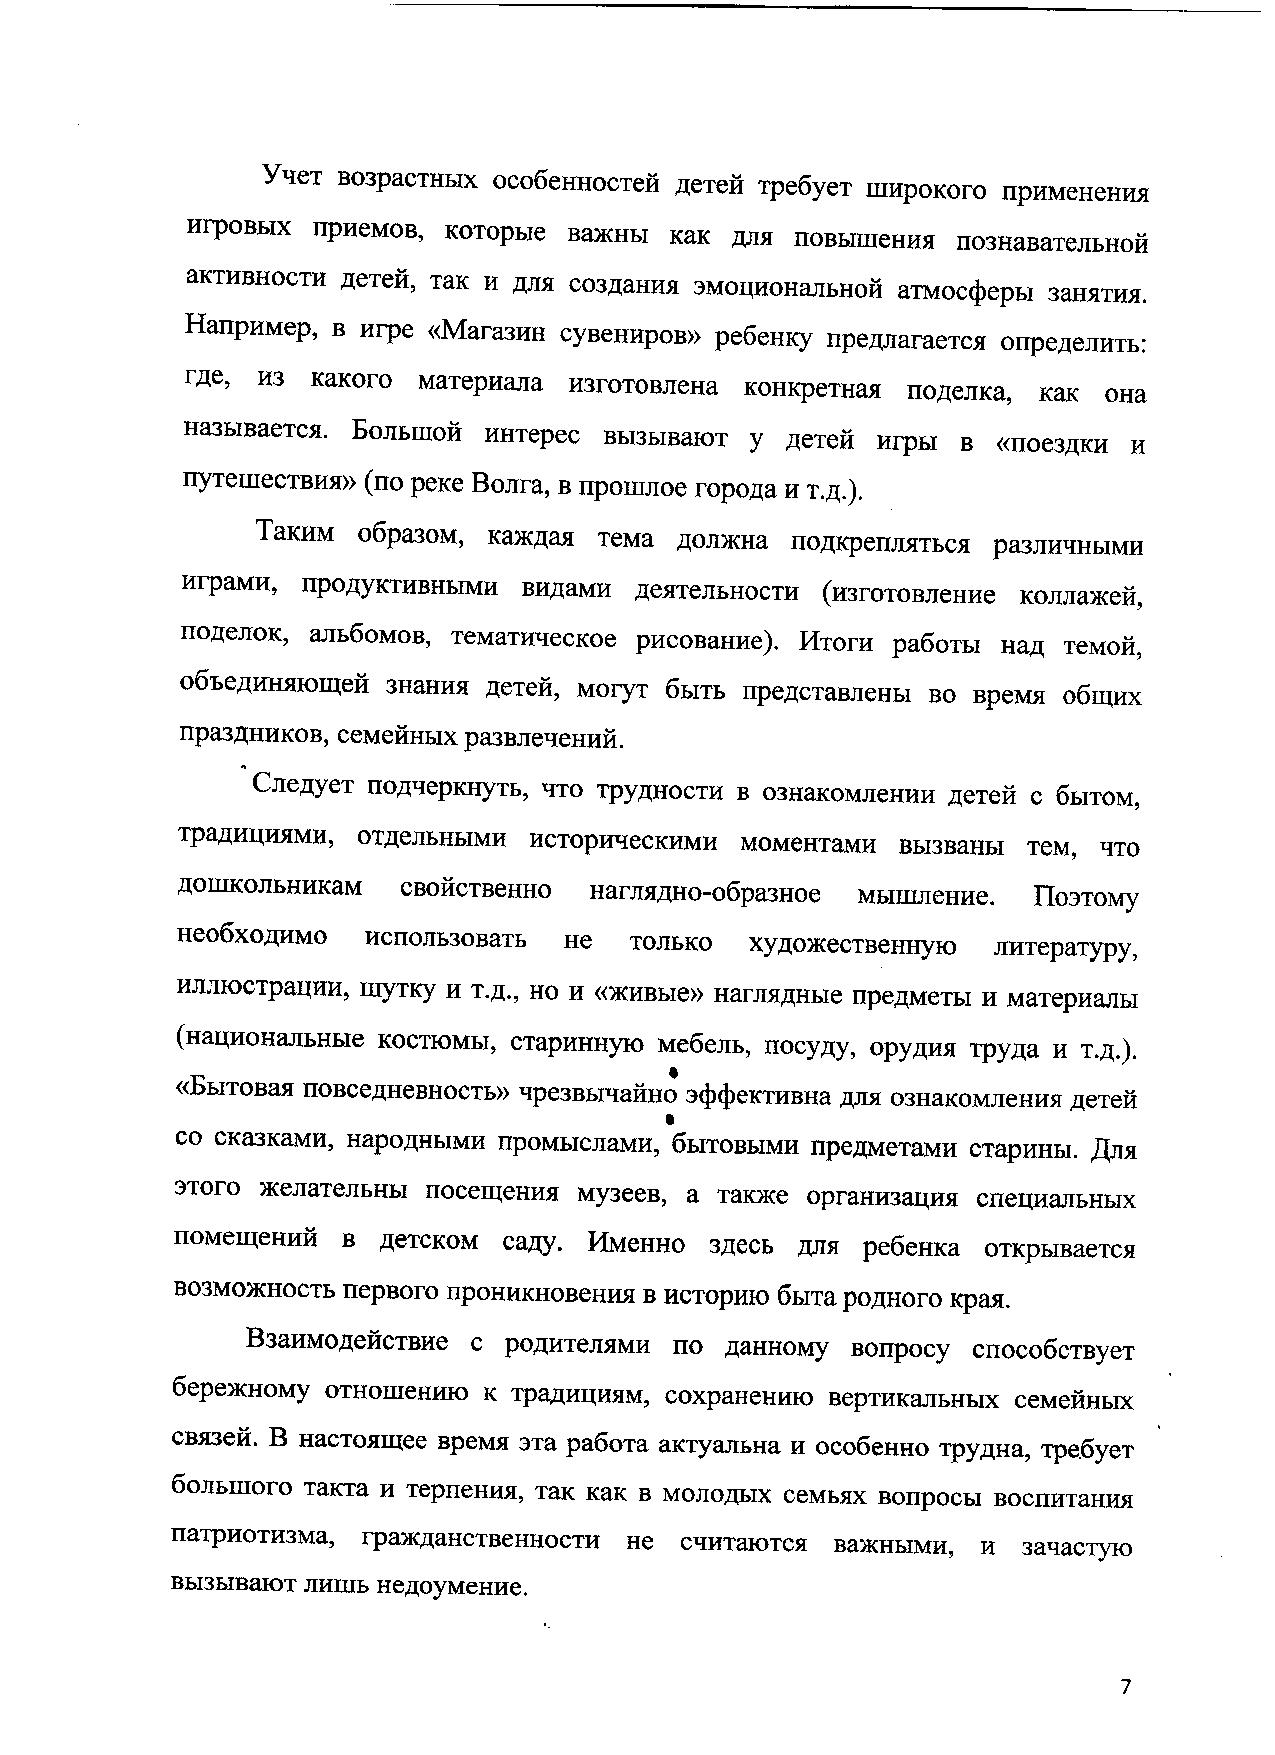 Учет возрастных особенностей детей требует широкого применения
игровых приемов, которые важны как для повышения познавательной
активности детей, так и для создания эмоциональной атмосферы занятия.
Например, в игре «Магазин сувениров» ребенку предлагается определить:
где, из какого материала изготовлена конкретная поделка, как она
называется. Большой интерес вызывают у детей игры в «поездки и
путешествия» (по реке Волга, в прошлое города и т.д.).
Таким образом, каждая тема должна подкрепляться различными
играми, продуктивными видами деятельности (изготовление коллажей,
поделок, альбомов, тематическое рисование). Итоги работы над темой,
объединяющей знания детей, могут быть представлены во время общих
праздников, семейных развлечений.
Следует подчеркнуть, что трудности в ознакомлении детей с бытом,
традициями, отдельными историческими моментами вызваны тем, что
дошкольникам свойственно наглядно-образное мышление. Поэтому
необходимо использовать не только художественную литературу,
иллюстрации, шутку и т.д., но и «живые» наглядные предметы и материалы
(национальные костюмы, старинную мебель, посуду, орудия труда и т.д.).
«Бытовая повседневность» чрезвычайно эффективна для ознакомления детей
со сказками, народными промыслами, бытовыми предметами старины. Для
этого желательны посещения музеев, а также организация специальных
помещений в детском саду. Именно здесь для ребенка открывается
возможность первого проникновения в историю быта родного края.
Взаимодействие с родителями по данному вопросу способствует
бережному отношению к традициям, сохранению вертикальных семейных
связей. В настоящее время эта работа актуальна и особенно трудна, требует
большого такта и терпения, так как в молодых семьях вопросы воспитания
патриотизма, гражданственности не считаются важными, и зачастую
вызывают лишь недоумение.
7